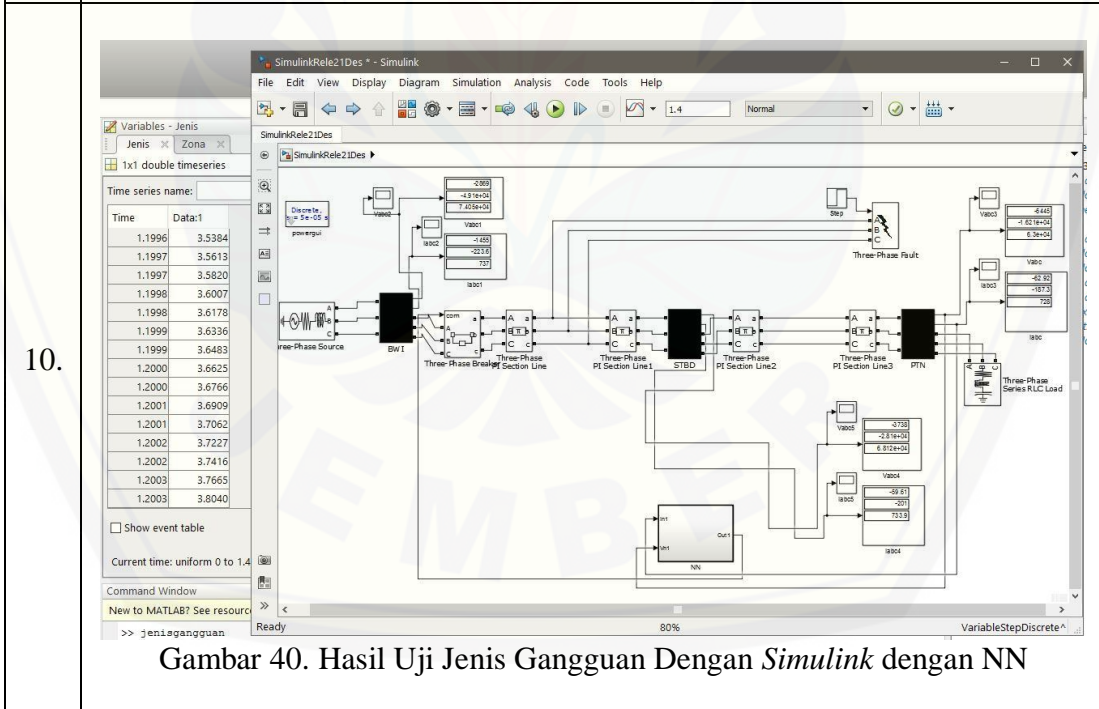 10.
SimulinkRele21Des * - Simulink
File Edit View Display Diagram Simulation Analysis Code Tools Help
1.4
Normal
SimulinkRele21Des
SimulinkRele21Des
Variables - Jenis
Jenis
Zona
1x1 double timeseries
Time series name:
Time Data:1
1.1996 3.5384
1.1997 3.5613
1.1997 3.5820
1.1998 3.6007
1.1998 3.6178
1.1999 3.6336
1.1999 3.6483
1.2000 3.6625
1.2000 3.6766
1.2001 3.6909
1.2001 3.7062
1.2002 3.7227
1.2002 3.7416
1.2003 3.7665
1.2003 3.8040
Show event table
Current time: uniform 0 to 1.4
Command Window
New to MATLAB? See resourc
>> jenisgangguan
Discrete,
s = 5e-05 s
powergui
Vabc2
-2869
-4.91e+04
7.405e+04
Vabc1
Iabc2
-1455
-223.6
737
Iabc1
Step
A
B
C
Three-Phase Fault
Vabc3
-6445
-1.621e+04
6.3e+04
Vabc
Iabc3
-62.92
-187.3
728
Iabc
A
B
C
ree-Phase Source
BWI
com
A
B
C
a
b
c
Three-Phase Breaker
A a
B b
C c
Three-Phase
PI Section Line
A a
B b
C c
Three-Phase
PI Section Line1
STBD
A a
B b
C c
Three-Phase
PI Section Line2
A a
B b
C c
Three-Phase
PI Section Line3
PTN
A B C
Three-Phase
Series RLC Load
Vabc5
-3738
-2.81e+04
6.812e+04
Vabc4
Iabc5
-59.61
-201
733.9
Iabc4
In1
Vn1
Out1
NN
Ready
80%
VariableStepDiscrete
EMBER
Gambar 40. Hasil Uji Jenis Gangguan Dengan Simulink dengan NN